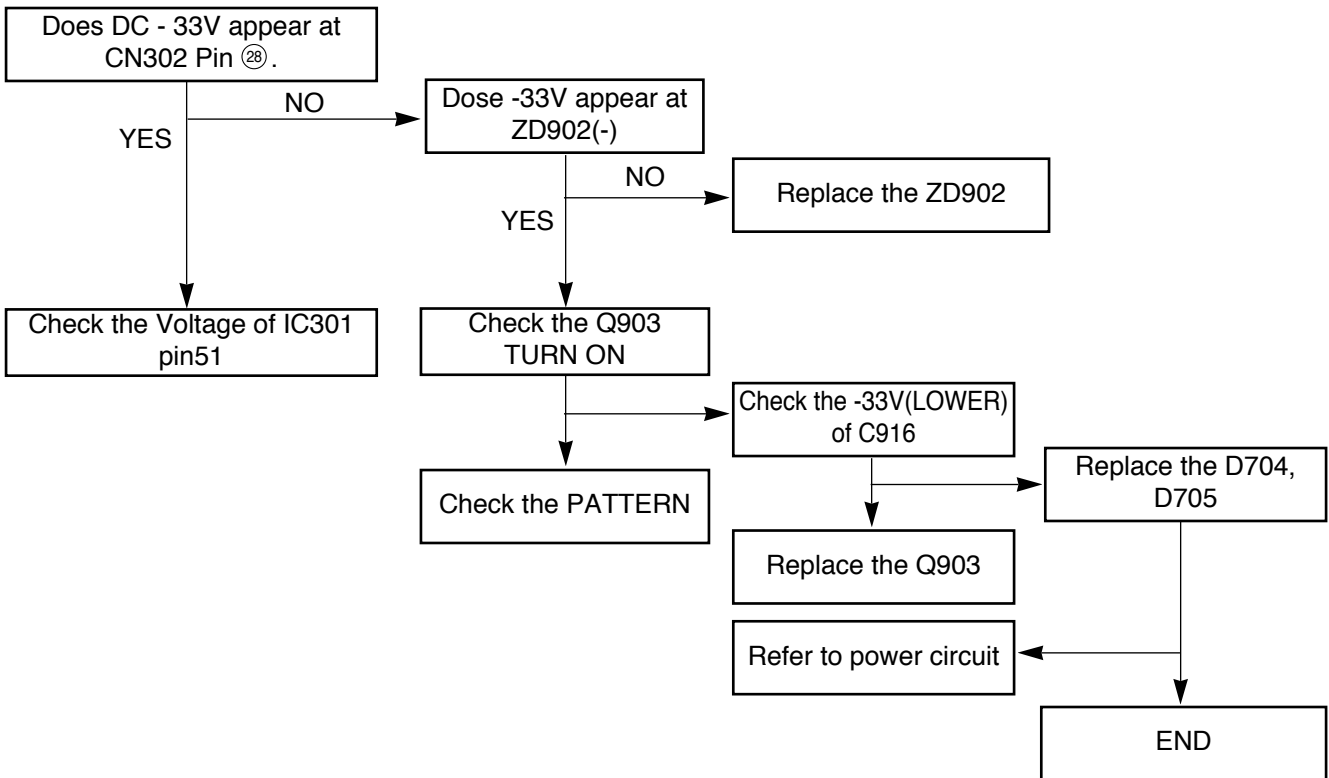 Does DC - 33V appear at
CN302 Pin ㉘.
NO
YES
Dose -33V appear at
ZD902(-)
NO
YES
Replace the ZD902
Check the Voltage of IC301
pin51
Check the Q903
TURN ON
Check the -33V(LOWER)
of C916
Check the PATTERN
Replace the D704,
D705
Replace the Q903
Refer to power circuit
END